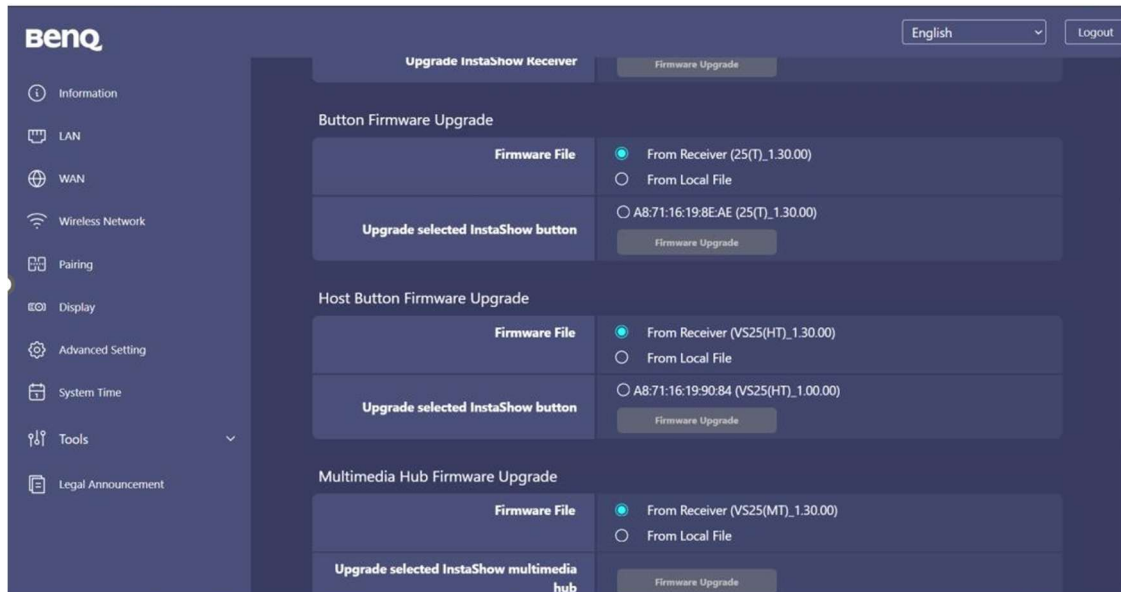 BenQ
English
Logout
Information
LAN
WAN
Wireless Network
Pairing
Display
Advanced Setting
System Time
Tools
Legal Announcement
Upgrade InstaShow Receiver
Firmware Upgrade
Button Firmware Upgrade
Firmware File
From Receiver (25(T)_1.30.00)
From Local File
Upgrade selected InstaShow button
A8:71:16:19:8E:AE (25(T)_1.30.00)
Firmware Upgrade
Host Button Firmware Upgrade
Firmware File
From Receiver (VS25(HT)_1.30.00)
From Local File
Upgrade selected InstaShow button
A8:71:16:19:90:84 (VS25(HT)_1.00.00)
Firmware Upgrade
Multimedia Hub Firmware Upgrade
Firmware File
From Receiver (VS25(MT)_1.30.00)
From Local File
Upgrade selected InstaShow multimedia
hub
Firmware Upgrade